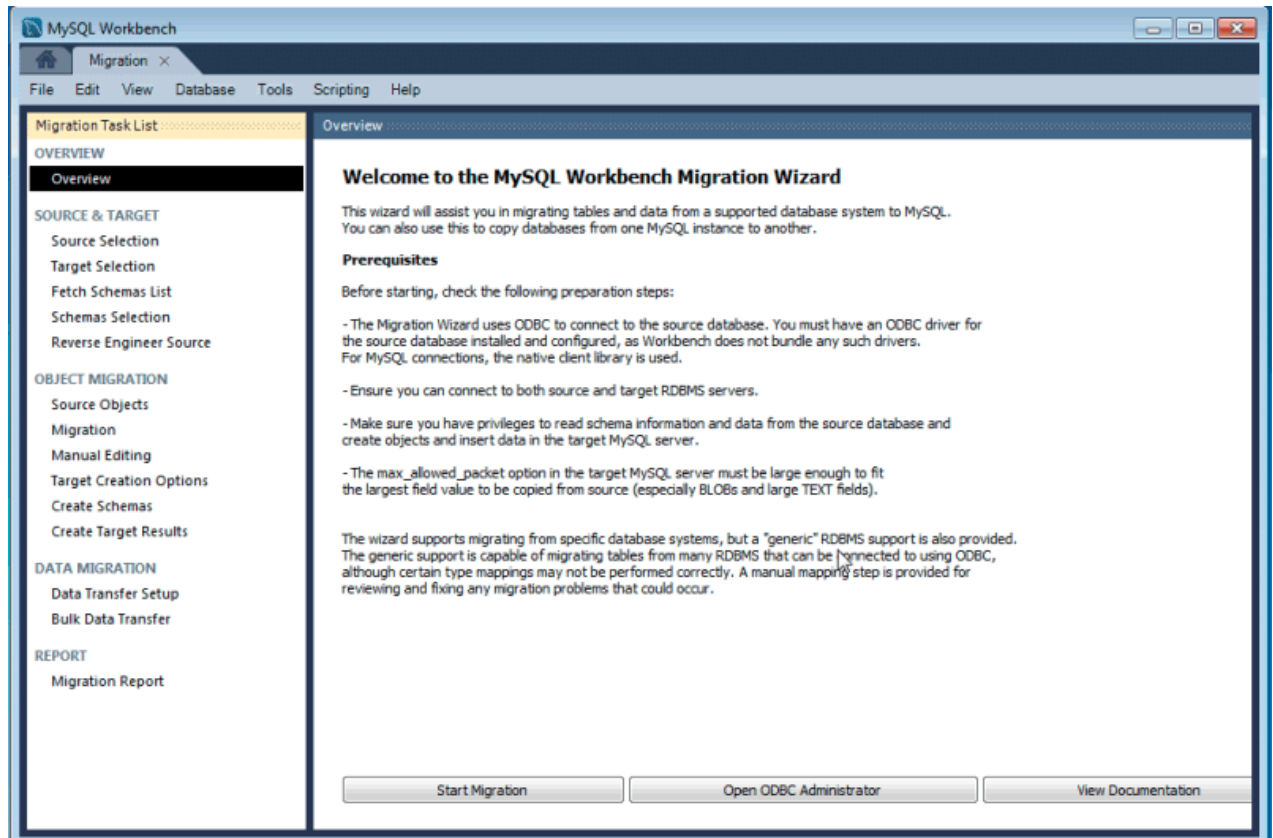 MySQL Workbench
Migration
File Edit View Database Tools Scripting Help
Migration Task List
OVERVIEW
Overview
SOURCE & TARGET
Source Selection
Target Selection
Fetch Schemas List
Schemas Selection
Reverse Engineer Source
OBJECT MIGRATION
Source Objects
Migration
Manual Editing
Target Creation Options
Create Schemas
Create Target Results
DATA MIGRATION
Data Transfer Setup
Bulk Data Transfer
REPORT
Migration Report
Overview
Welcome to the MySQL Workbench Migration Wizard
This wizard will assist you in migrating tables and data from a supported database system to MySQL.
You can also use this to copy databases from one MySQL instance to another.
Prerequisites
Before starting, check the following preparation steps:
- The Migration Wizard uses ODBC to connect to the source database. You must have an ODBC driver for
the source database installed and configured, as Workbench does not bundle any such drivers.
For MySQL connections, the native client library is used.
- Ensure you can connect to both source and target RDBMS servers.
- Make sure you have privileges to read schema information and data from the source database and
create objects and insert data in the target MySQL server.
- The max_allowed_packet option in the target MySQL server must be large enough to fit
the largest field value to be copied from source (especially BLOBs and large TEXT fields).
The wizard supports migrating from specific database systems, but a "generic" RDBMS support is also provided.
The generic support is capable of migrating tables from many RDBMS that can be connected to using ODBC,
although certain type mappings may not be performed correctly. A manual mapping step is provided for
reviewing and fixing any migration problems that could occur.
Start Migration
Open ODBC Administrator
View Documentation